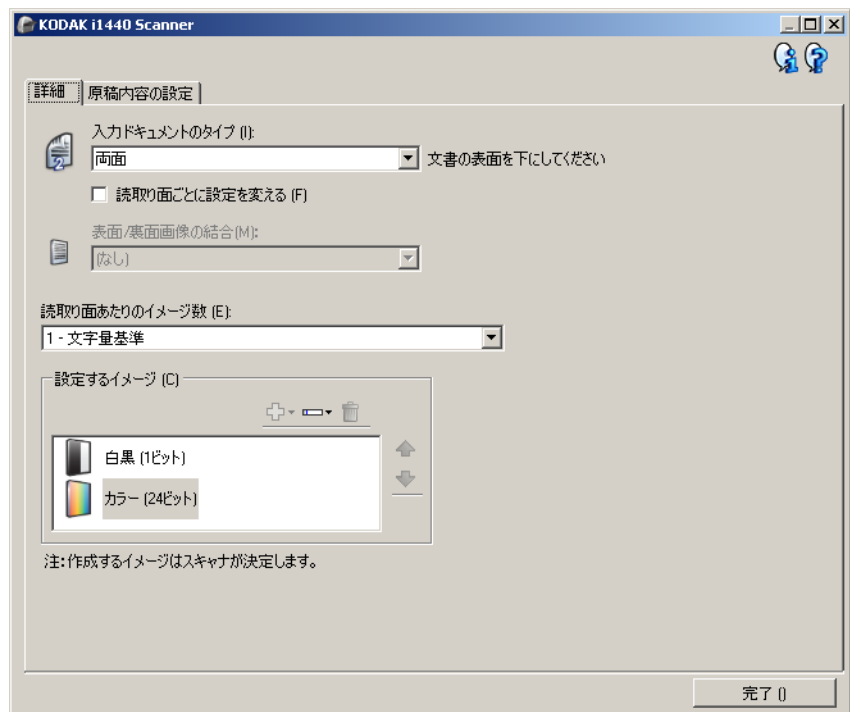 KODAK i1440 Scanner
詳細
原稿内容の設定
入力ドキュメントのタイプ (I):
両面
文書の表面を下にしてください
読取り面ごとに設定を変える (F)
表面/裏面画像の結合(M):
(なし)
読取り面あたりのイメージ数 (E):
1 - 文字量基準
設定するイメージ (C)
白黒 (1ビット)
カラー (24ビット)
注:作成するイメージはスキャナが決定します。
完了 ()